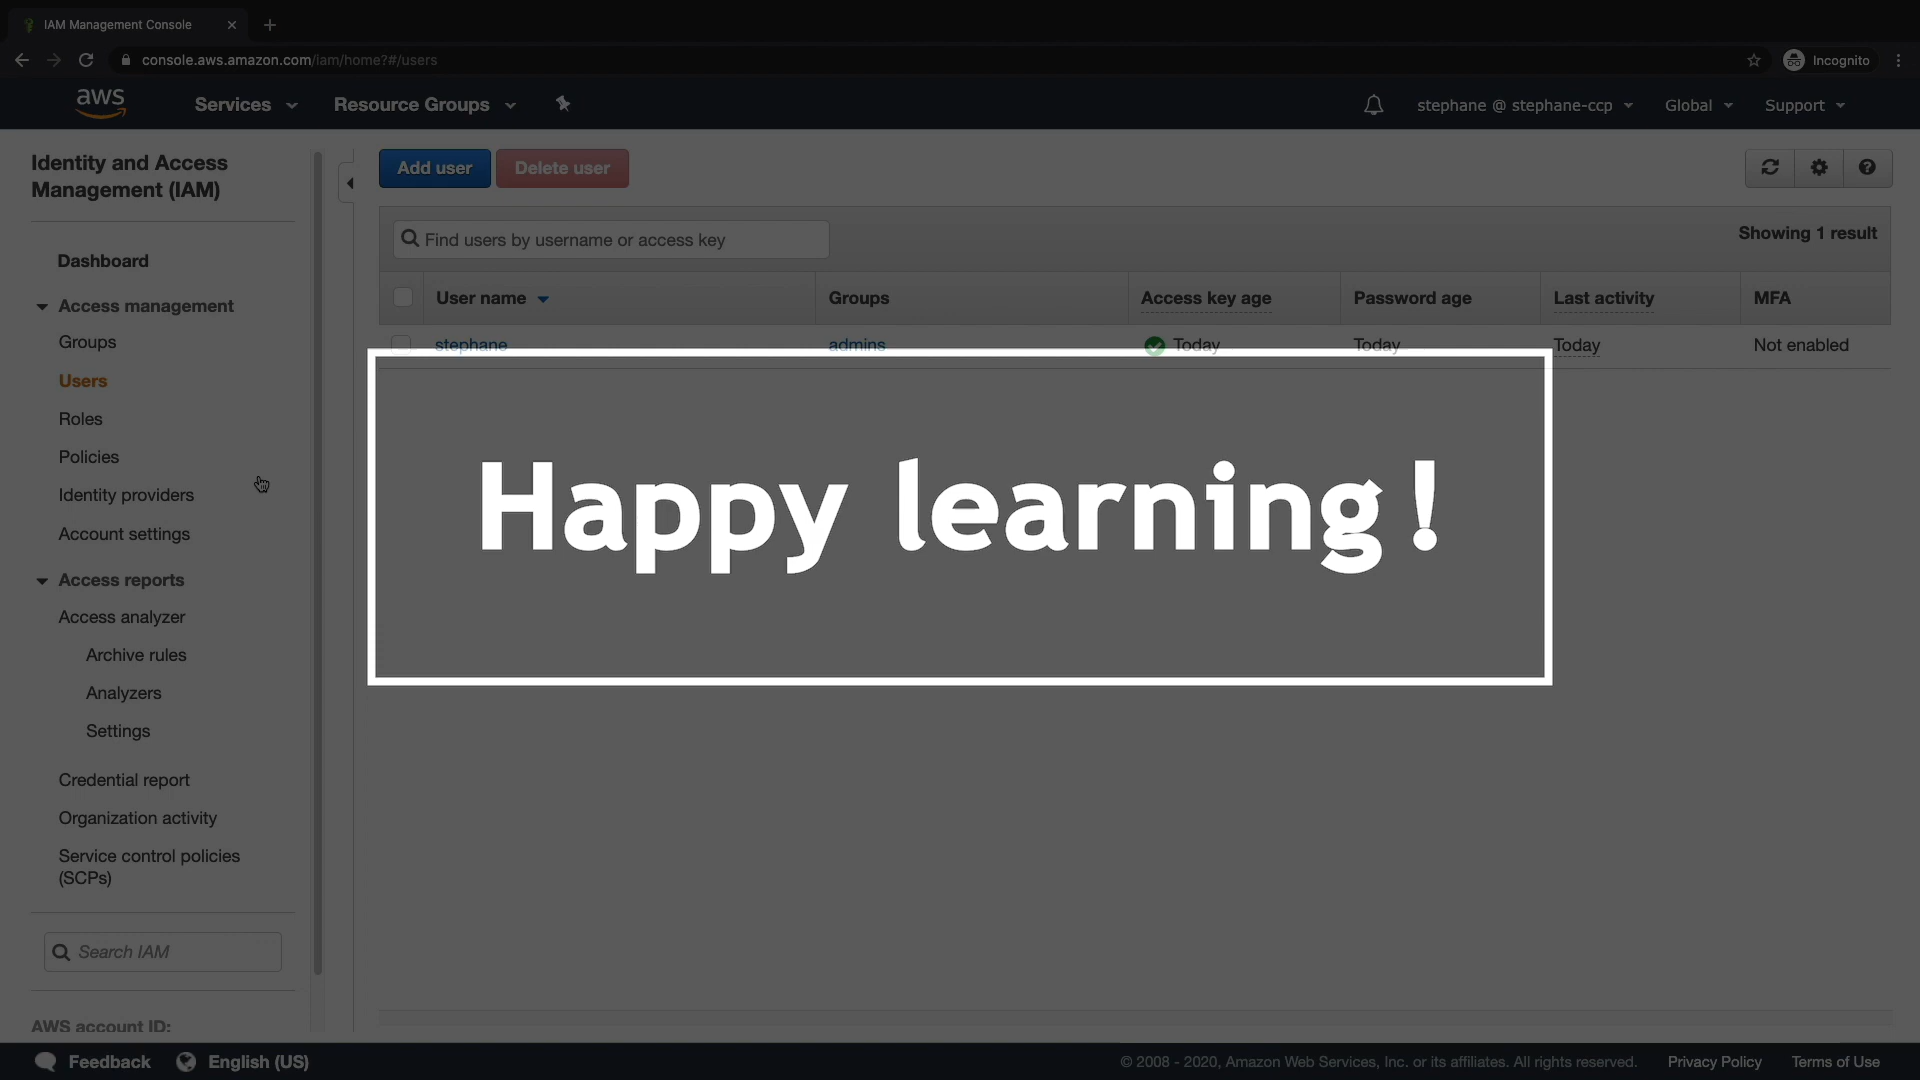 IAM Management Console
console.aws.amazon.com/iam/home?#/users
Incognito
aws
Services
Resource Groups
stephane @ stephane-ccp
Global
Support
Identity and Access
Management (IAM)
Dashboard
Access management
Groups
Users
Roles
Policies
Identity providers
Account settings
Access reports
Access analyzer
Archive rules
Analyzers
Settings
Credential report
Organization activity
Service control policies
(SCPs)
Search IAM
AWS account ID:
Add user
Delete user
Find users by username or access key
Showing 1 result
User name
Groups
Access key age
Password age
Last activity
MFA
stephane
admins
Today
Today
Today
Not enabled
Happy learning!
Feedback
English (US)
© 2008 - 2020, Amazon Web Services, Inc. or its affiliates. All rights reserved.
Privacy Policy
Terms of Use